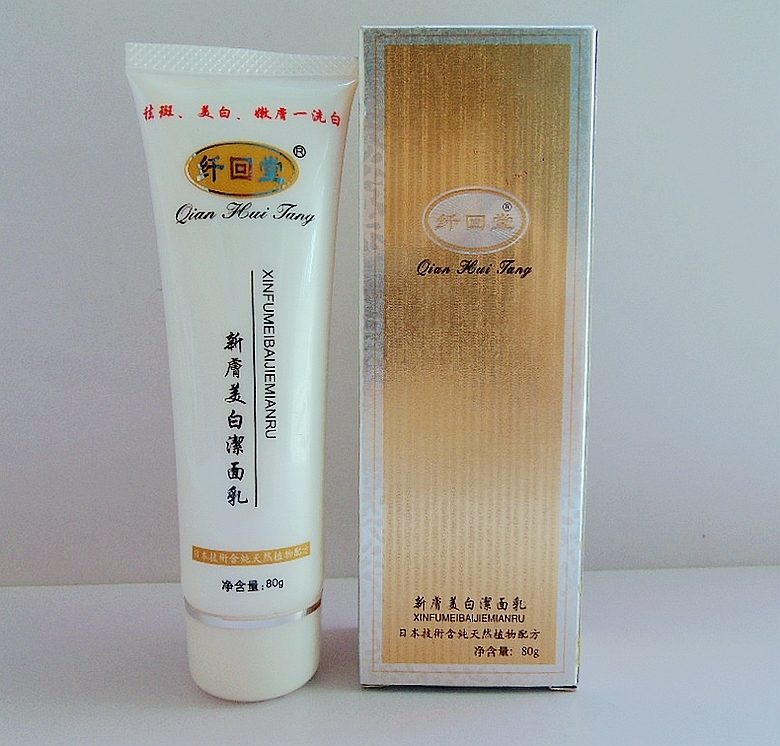 祛斑、美白、嫩膚一洗白
纤回堂®
Qian Hui Tang
XINFUMEIBAIJIEMIANRU
新膚美白潔面乳
日本技術含純天然植物配方
净含量:80g
纤回堂®
Qian Hui Tang
新膚美白潔面乳
XINFUMEIBAIJIEMIANRU
日本技術含純天然植物配方
净含量: 80g